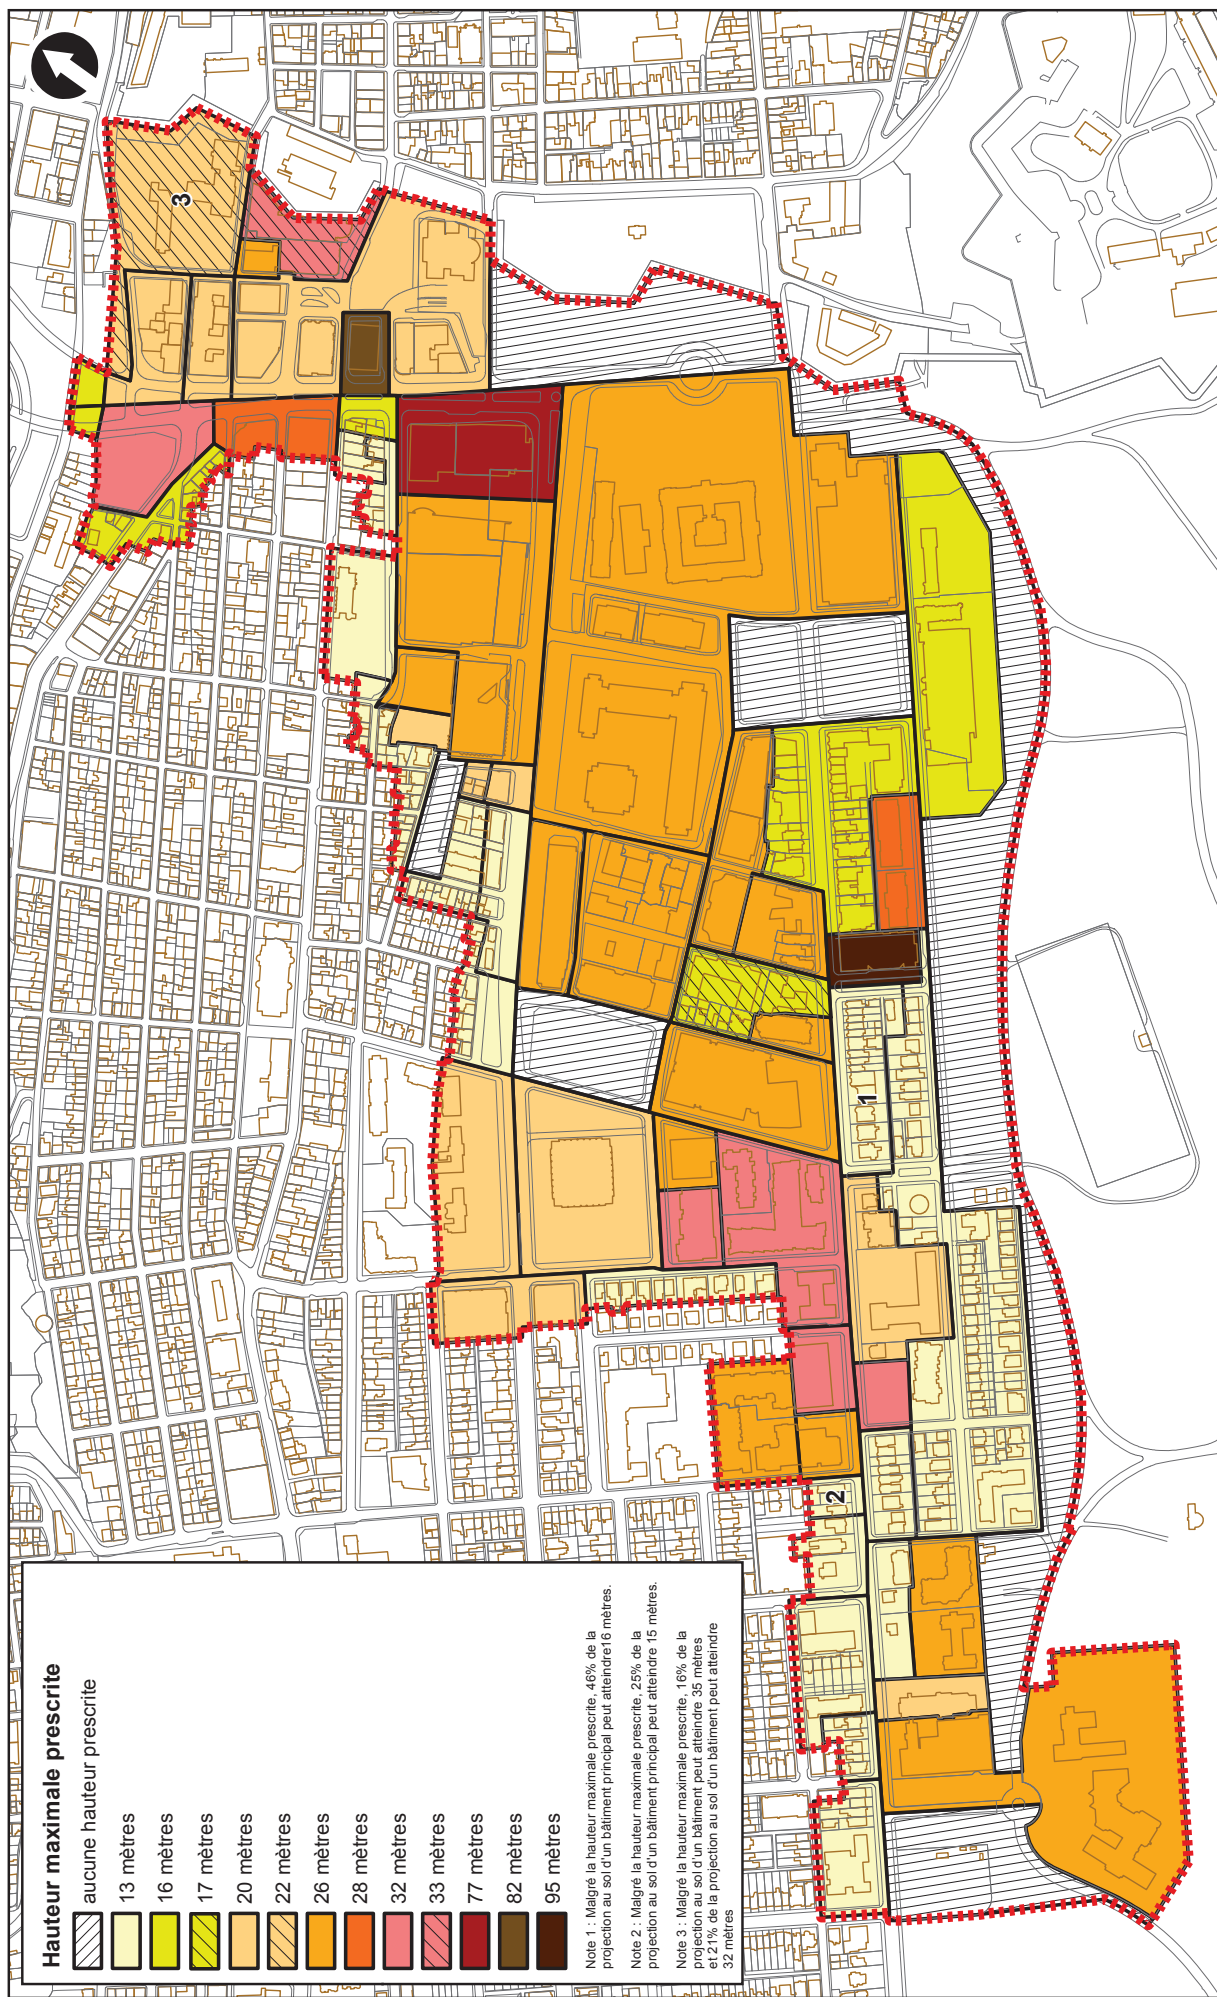 Hauteur maximale prescrite
aucune hauteur prescrite
13 mètres
16 mètres
17 mètres
20 mètres
22 mètres
26 mètres
28 mètres
32 mètres
33 mètres
77 mètres
82 mètres
95 mètres
Note 1 : Malgré la hauteur maximale prescrite, 46% de la
projection au sol d'un bâtiment principal peut atteindre16 mètres.
Note 2 : Malgré la hauteur maximale prescrite, 25% de la
projection au sol d'un bâtiment principal peut atteindre 15 mètres.
Note 3 : Malgré la hauteur maximale prescrite, 16% de la
projection au sol d'un bâtiment peut atteindre 35 mètres
et 21% de la projection au sol d'un bâtiment peut atteindre
32 mètres
3
1
2